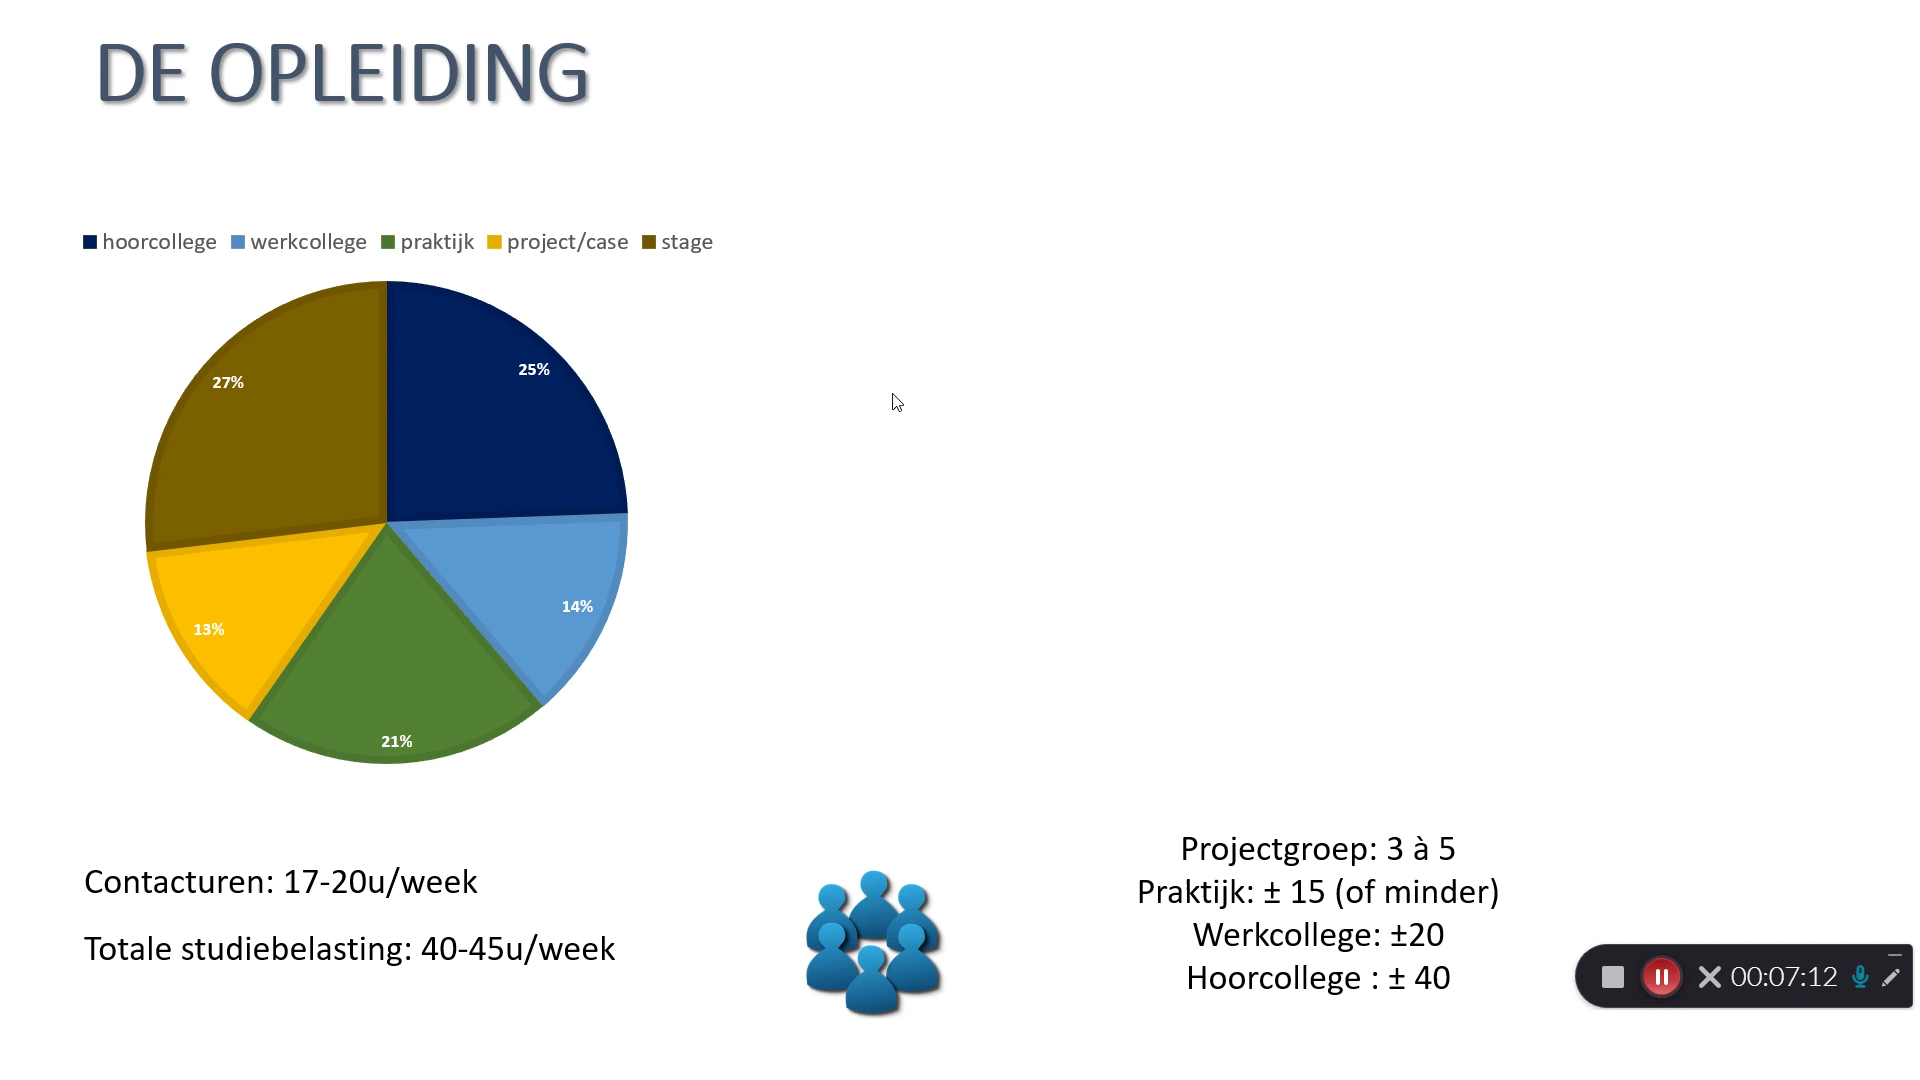 DE OPLEIDING
hoorcollege werkcollege praktijk project/case stage
25%
27%
14%
13%
21%
Contacturen: 17-20u/week
Totale studiebelasting: 40-45u/week
Projectgroep: 3 à 5
Praktijk: ± 15 (of minder)
Werkcollege: ±20
Hoorcollege : ± 40
00:07:12